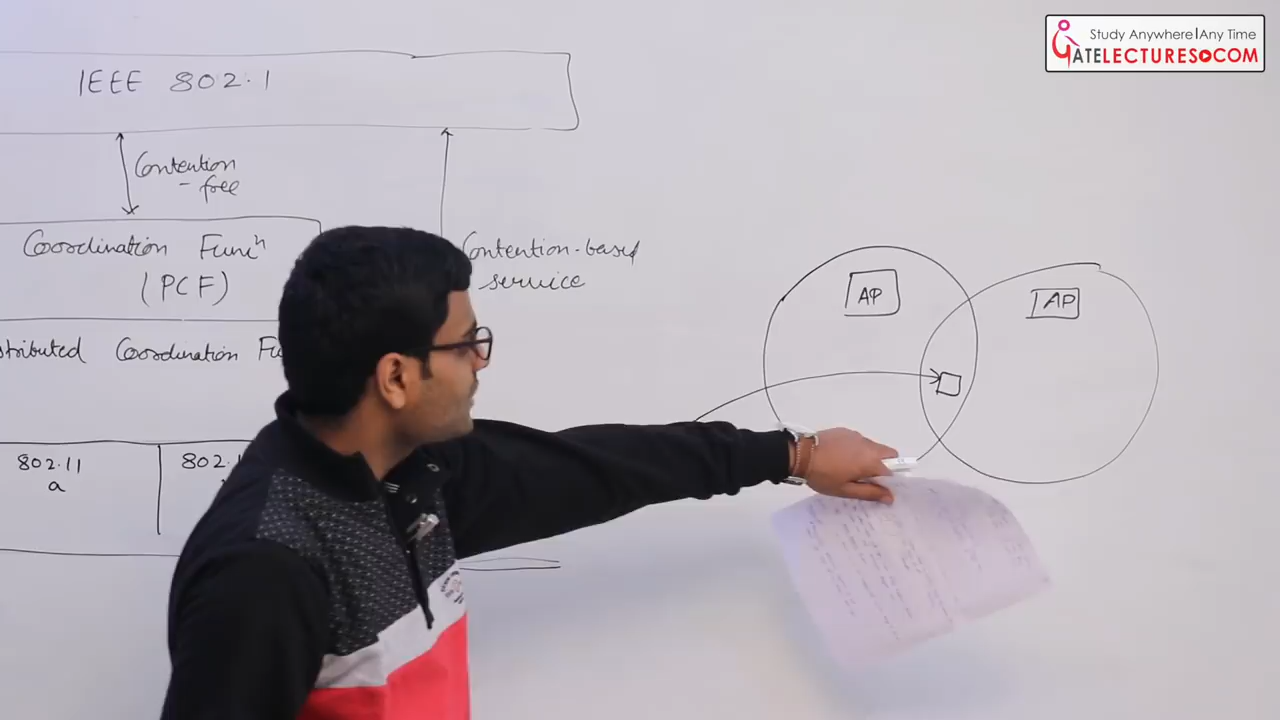 Study Anywhere|Any Time
GATELECTURES.COM
IEEE 802.1
Contention
-free
Coordination Funcⁿ
(PCF)
Contention-based
service
stributed Coordination Fu
802.11
a
802.1
AP
AP